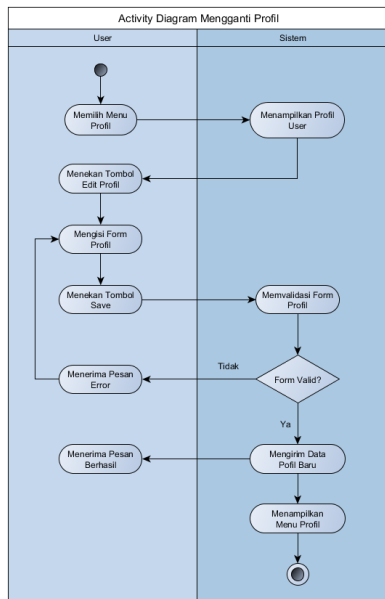 Activity Diagram Mengganti Profil
User
Sistem
Memilih Menu
Profil
Menampilkan Profil
User
Menekan Tombol
Edit Profil
Mengisi Form
Profil
Menekan Tombol
Save
Memvalidasi Form
Profil
Tidak
Menerima Pesan
Error
Form Valid?
Ya
Menerima Pesan
Berhasil
Mengirim Data
Pofil Baru
Menampilkan
Menu Profil